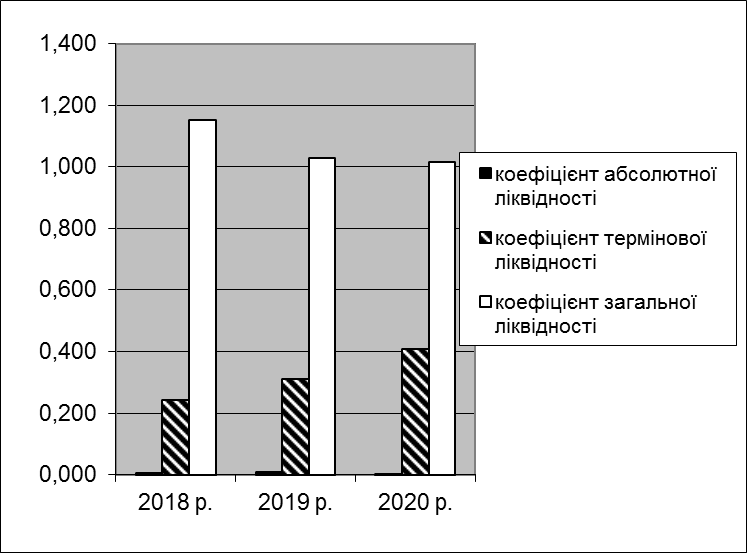 1,400
1,200
1,000
0,800
0,600
0,400
0,200
0,000
2018 р.
2019 р.
2020 р.
коефіцієнт абсолютної
ліквідності
коефіцієнт термінової
ліквідності
коефіцієнт загальної
ліквідності